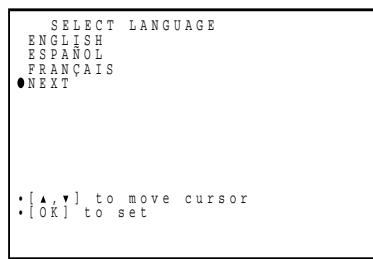 SELECT LANGUAGE
ENGLISH
ESPAÑOL
FRANÇAIS
●NEXT
•[▲,▼] to move cursor
•[OK] to set